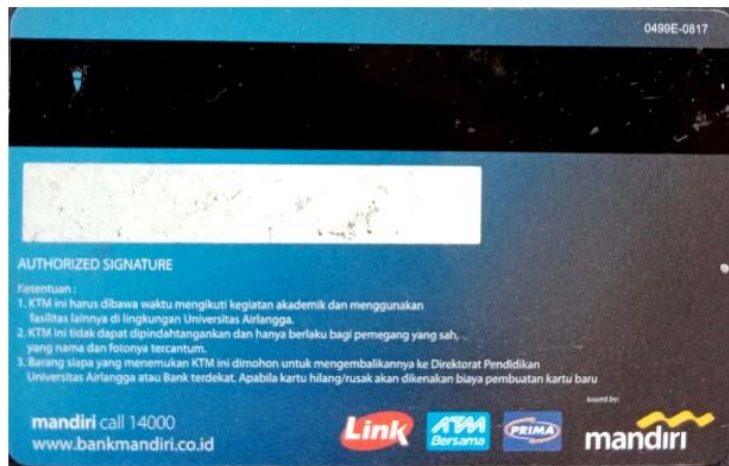 0499E-0817
AUTHORIZED SIGNATURE
Ketentuan :
1. KTM ini harus dibawa waktu mengikuti kegiatan akademik dan menggunakan
fasilitas lainnya di lingkungan Universitas Airlangga.
2. KTM ini tidak dapat dipindahtangankan dan hanya berlaku bagi pemegang yang sah,
yang nama dan fotonya tercantum.
3. Barang siapa yang menemukan KTM ini dimohon untuk mengembalikannya ke Direktorat Pendidikan
Universitas Airlangga atau Bank terdekat. Apabila kartu hilang/rusak akan dikenakan biaya pembuatan kartu baru
issued by:
mandiri call 14000
www.bankmandiri.co.id
Link
ATM
Bersama
PRIMA
mandiri